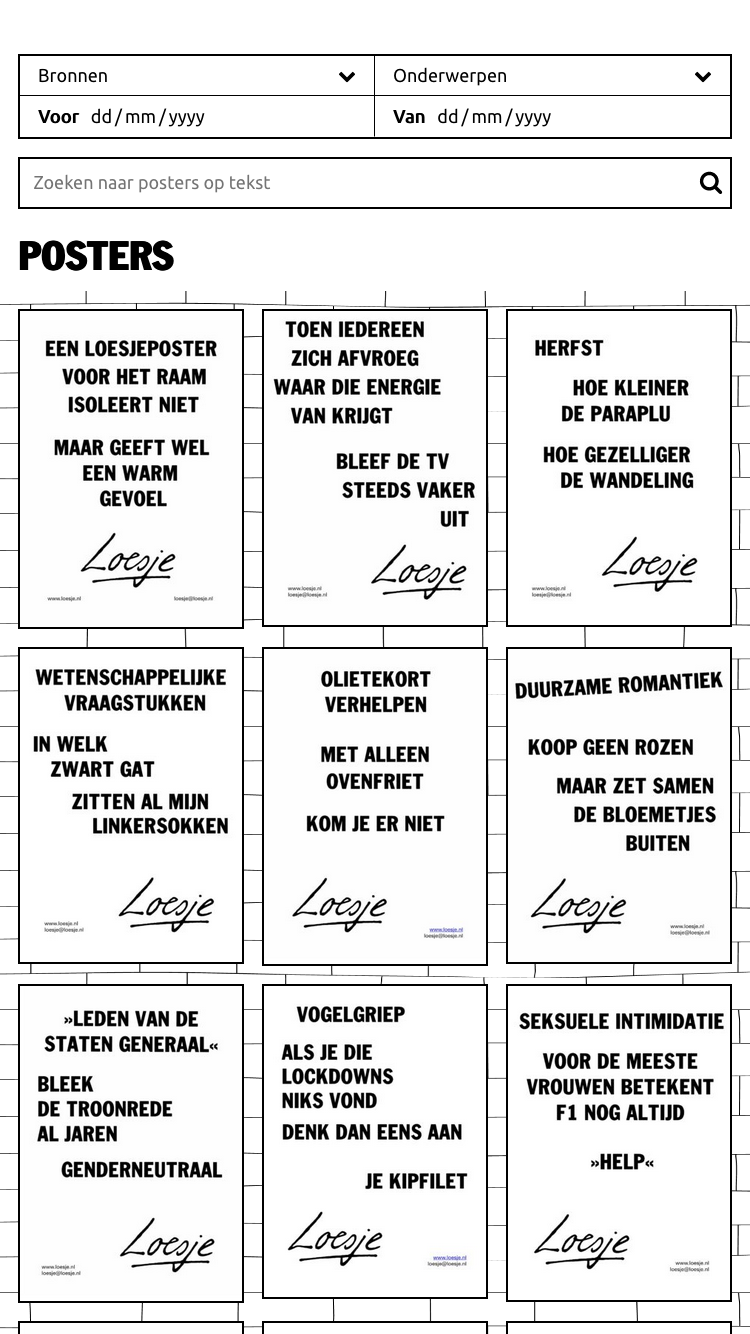 Bronnen
Onderwerpen
Voor dd/mm/yyyy
Van dd/mm/yyyy
Zoeken naar posters op tekst
POSTERS
EEN LOESJEPOSTER
VOOR HET RAAM
ISOLEERT NIET
MAAR GEEFT WEL
EEN WARM
GEVOEL
Loesje
www.loesje.nl
loesje@loesje.nl
TOEN IEDEREEN
ZICH AFVROEG
WAAR DIE ENERGIE
VAN KRIJGT
BLEEF DE TV
STEEDS VAKER
UIT
Loesje
www.loesje.nl
loesje@loesje.nl
HERFST
HOE KLEINER
DE PARAPLU
HOE GEZELLIGER
DE WANDELING
Loesje
www.loesje.nl
loesje@loesje.nl
WETENSCHAPPELIJKE
VRAAGSTUKKEN
IN WELK
ZWART GAT
ZITTEN AL MIJN
LINKERSOKKEN
Loesje
www.loesje.nl
loesje@loesje.nl
OLIETEKORT
VERHELPEN
MET ALLEEN
OVENFRIET
KOM JE ER NIET
Loesje
www.loesje.nl
loesje@loesje.nl
DUURZAME ROMANTIEK
KOOP GEEN ROZEN
MAAR ZET SAMEN
DE BLOEMETJES
BUITEN
Loesje
www.loesje.nl
loesje@loesje.nl
»LEDEN VAN DE
STATEN GENERAAL«
BLEEK
DE TROONREDE
AL JAREN
GENDERNEUTRAAL
Loesje
www.loesje.nl
loesje@loesje.nl
VOGELGRIEP
ALS JE DIE
LOCKDOWNS
NIKS VOND
DENK DAN EENS AAN
JE KIPFILET
Loesje
www.loesje.nl
loesje@loesje.nl
SEKSUELE INTIMIDATIE
VOOR DE MEESTE
VROUWEN BETEKENT
F1 NOG ALTIJD
»HELP«
Loesje
www.loesje.nl
loesje@loesje.nl